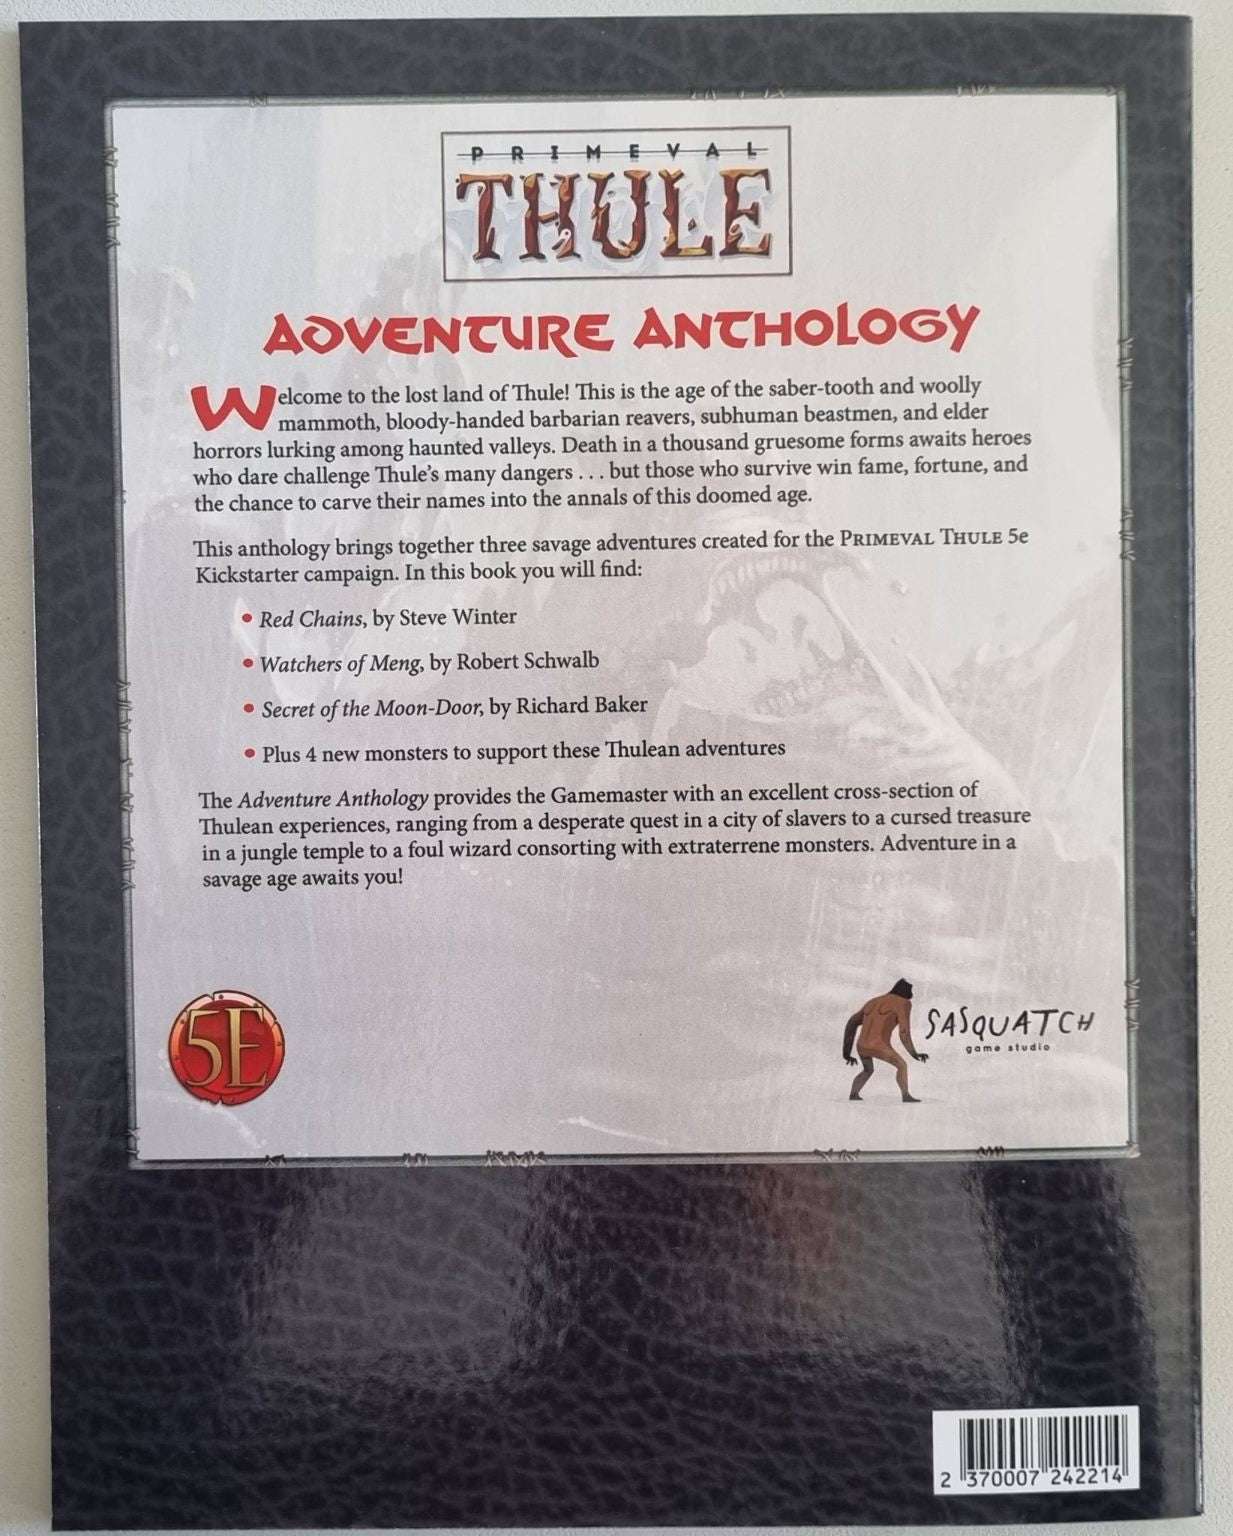 PRIMEVAL
THULE
ADVENTURE ANTHOLOGY
Welcome to the lost land of Thule! This is the age of the saber-tooth and woolly
mammoth, bloody-handed barbarian reavers, subhuman beastmen, and elder
horrors lurking among haunted valleys. Death in a thousand gruesome forms awaits heroes
who dare challenge Thule's many dangers . . . but those who survive win fame, fortune, and
the chance to carve their names into the annals of this doomed age.
This anthology brings together three savage adventures created for the PRIMEVAL THULE 5e
Kickstarter campaign. In this book you will find:
• Red Chains, by Steve Winter
• Watchers of Meng, by Robert Schwalb
• Secret of the Moon-Door, by Richard Baker
• Plus 4 new monsters to support these Thulean adventures
The Adventure Anthology provides the Gamemaster with an excellent cross-section of
Thulean experiences, ranging from a desperate quest in a city of slavers to a cursed treasure
in a jungle temple to a foul wizard consorting with extraterrene monsters. Adventure in a
savage age awaits you!
5E
SASQUATCH
game studio
2 370007 242214